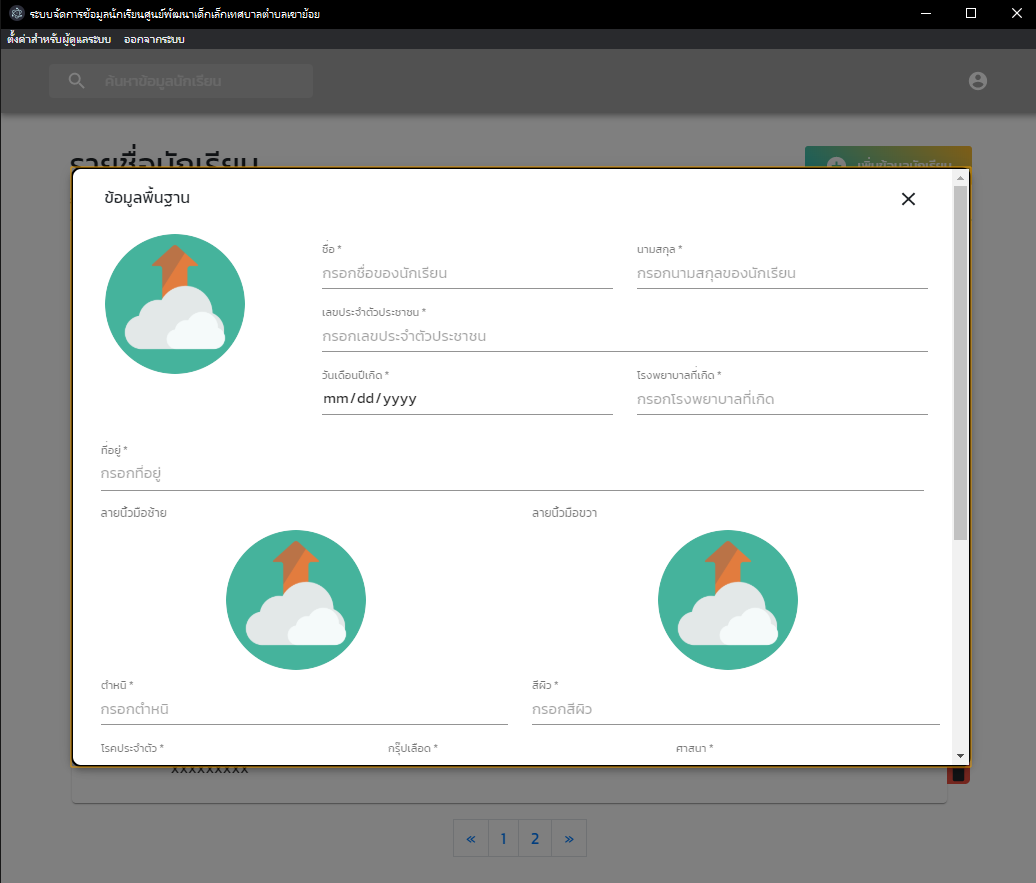 ระบบจัดการข้อมูลนักเรียนศูนย์พัฒนาเด็กเล็กเทศบาลตำบลเขาย้อย
ตั้งค่าสำหรับผู้ดูแลระบบ ออกจากระบบ
ค้นหาข้อมูลนักเรียน
รายชื่อนักเรียน
เพิ่มข้อมูลนักเรียน
ข้อมูลพื้นฐาน
ชื่อ * นามสกุล *
กรอกชื่อของนักเรียน กรอกนามสกุลของนักเรียน
เลขประจำตัวประชาชน *
กรอกเลขประจำตัวประชาชน
วันเดือนปีเกิด * โรงพยาบาลที่เกิด *
mm/dd/yyyy กรอกโรงพยาบาลที่เกิด
ที่อยู่ *
กรอกที่อยู่
ลายนิ้วมือซ้าย ลายนิ้วมือขวา
ตำหนิ * สีผิว *
กรอกตำหนิ กรอกสีผิว
โรคประจำตัว * กรุ๊ปเลือด * ศาสนา *
xxxxxxxxx
« 1 2 »